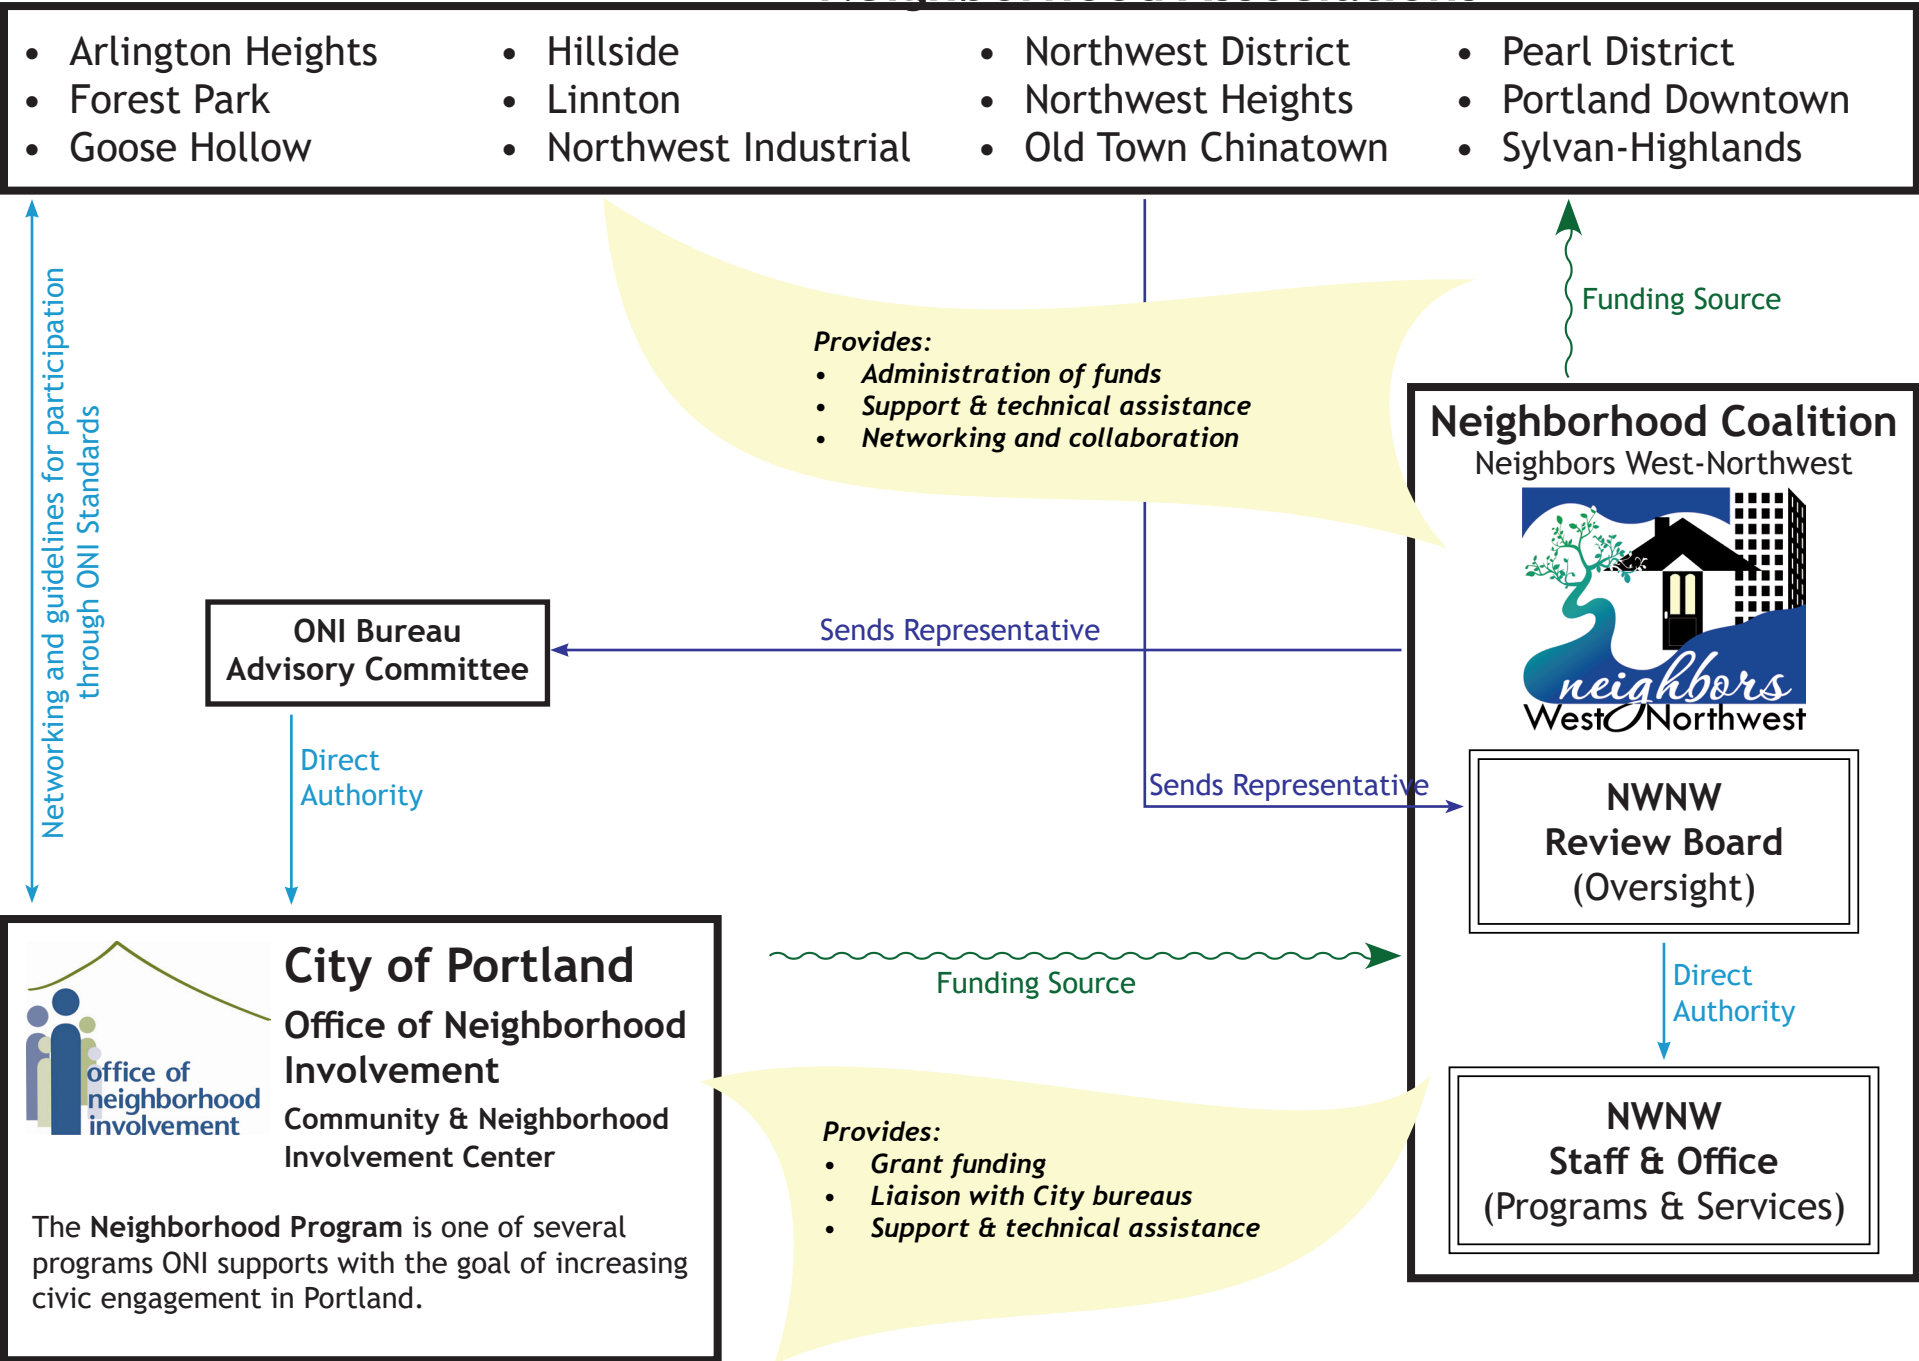 Neighborhood Associations
• Arlington Heights
• Forest Park
• Goose Hollow
• Hillside
• Linnton
• Northwest Industrial
• Northwest District
• Northwest Heights
• Old Town Chinatown
• Pearl District
• Portland Downtown
• Sylvan-Highlands
Networking and guidelines for participation
through ONI Standards
Provides:
• Administration of funds
• Support & technical assistance
• Networking and collaboration
Funding Source
Neighborhood Coalition
Neighbors West-Northwest
neighbors
West Northwest
ONI Bureau
Advisory Committee
Sends Representative
Direct
Authority
Sends Representative
NWNW
Review Board
(Oversight)
Direct
Authority
NWNW
Staff & Office
(Programs & Services)
Funding Source
office of
neighborhood
involvement
City of Portland
Office of Neighborhood
Involvement
Community & Neighborhood
Involvement Center
The Neighborhood Program is one of several
programs ONI supports with the goal of increasing
civic engagement in Portland.
Provides:
• Grant funding
• Liaison with City bureaus
• Support & technical assistance